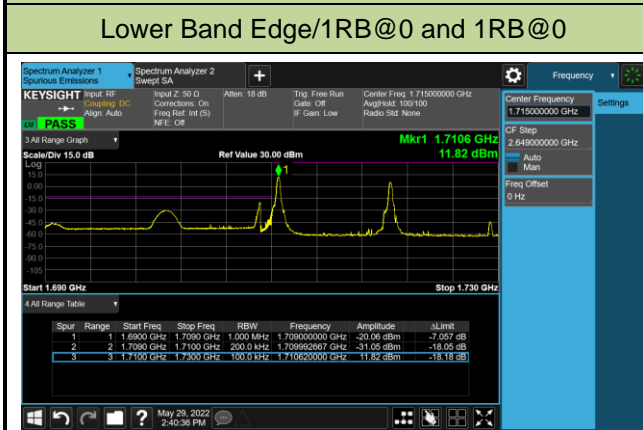 Lower Band Edge/1RB@0 and 1RB@0
Spectrum Analyzer 1
Spurious Emissions
Spectrum Analyzer 2
Swept SA
+
Frequency
KEYSIGHT
Input: RF
Coupling: DC
Align: Auto
Input Z: 50 Ω
Corrections: On
Freq Ref: Int (S)
NFE: Off
Atten: 18 dB
Trig: Free Run
Gate: Off
IF Gain: Low
Center Freq: 1.715000000 GHz
Avg|Hold: 100/100
Radio Std: None
PASS
Center Frequency
1.715000000 GHz
Settings
CF Step
2.649000000 GHz
Auto
Man
Freq Offset
0 Hz
3 All Range Graph
Scale/Div 15.0 dB
Ref Value 30.00 dBm
Mkr1 1.7106 GHz
11.82 dBm
Log
15.0
0.00
-15.0
-30.0
-45.0
-60.0
-75.0
-90.0
-105
1
Start 1.690 GHz
Stop 1.730 GHz
4 All Range Table
Spur Range Start Freq Stop Freq RBW Frequency Amplitude ΔLimit
1 1 1.6900 GHz 1.7090 GHz 1.000 MHz 1.709000000 GHz -20.06 dBm -7.057 dB
2 2 1.7090 GHz 1.7100 GHz 200.0 kHz 1.709992667 GHz -31.05 dBm -18.05 dB
3 3 1.7100 GHz 1.7300 GHz 100.0 kHz 1.710620000 GHz 11.82 dBm -18.18 dB
?
May 29, 2022
2:40:36 PM